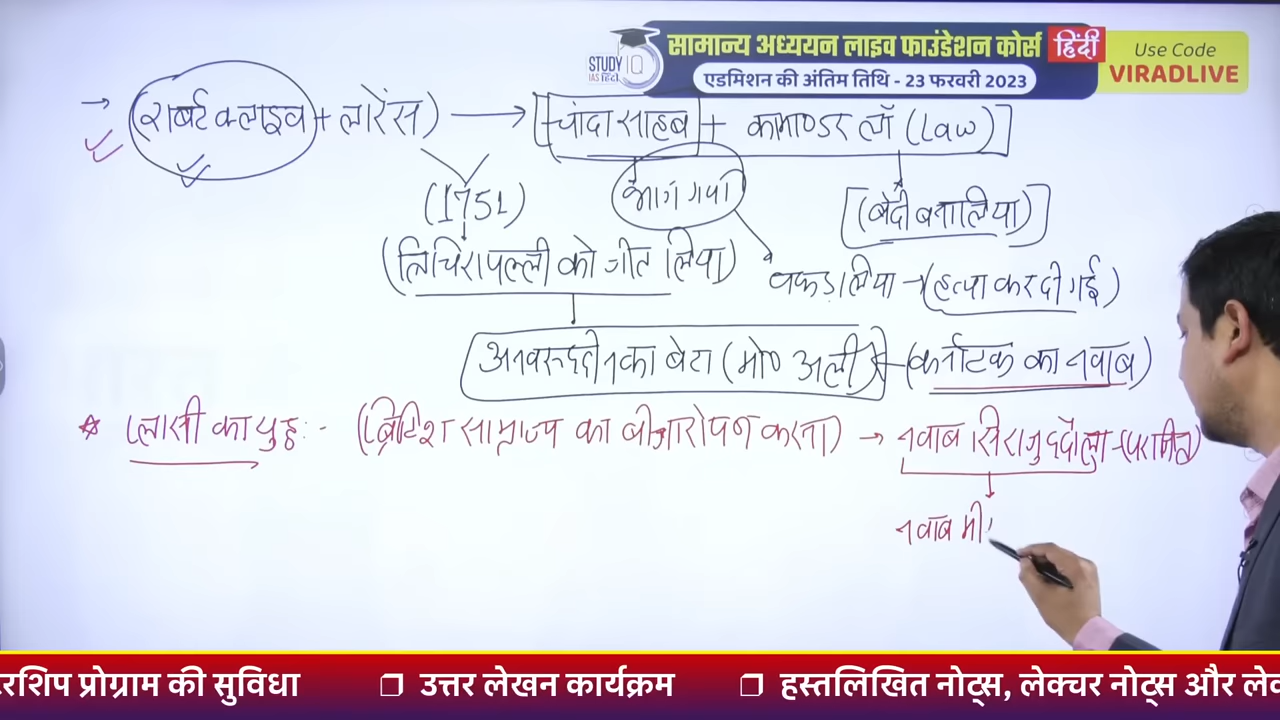 सामान्य अध्ययन लाइव फाउंडेशन कोर्स हिंदी
STUDY IQ
IAS हिंदी
एडमिशन की अंतिम तिथि - 23 फरवरी 2023
Use Code
VIRADLIVE
→ (रॉबर्ट क्लाइव + लारेंस) → [चांदा साहब + कमाण्डर लॉ (Law)]
(1751)
भाग गया
[(बंदी बना लिया)]
(त्रिचिरापल्ली को जीत लिया)
पकड़ा लिया → (हत्या कर दी गई)
अनवरुद्दीन का बेटा (मो० अली) - (कर्नाटक का नवाब)
* प्लासी का युद्ध :- (ब्रिटिश साम्राज्य का बीजारोपण करता) → नवाब सिराजुद्दौला - (पराजित)
नवाब मी
रशिप प्रोग्राम की सुविधा ❒ उत्तर लेखन कार्यक्रम ❒ हस्तलिखित नोट्स, लेक्चर नोट्स और लेक